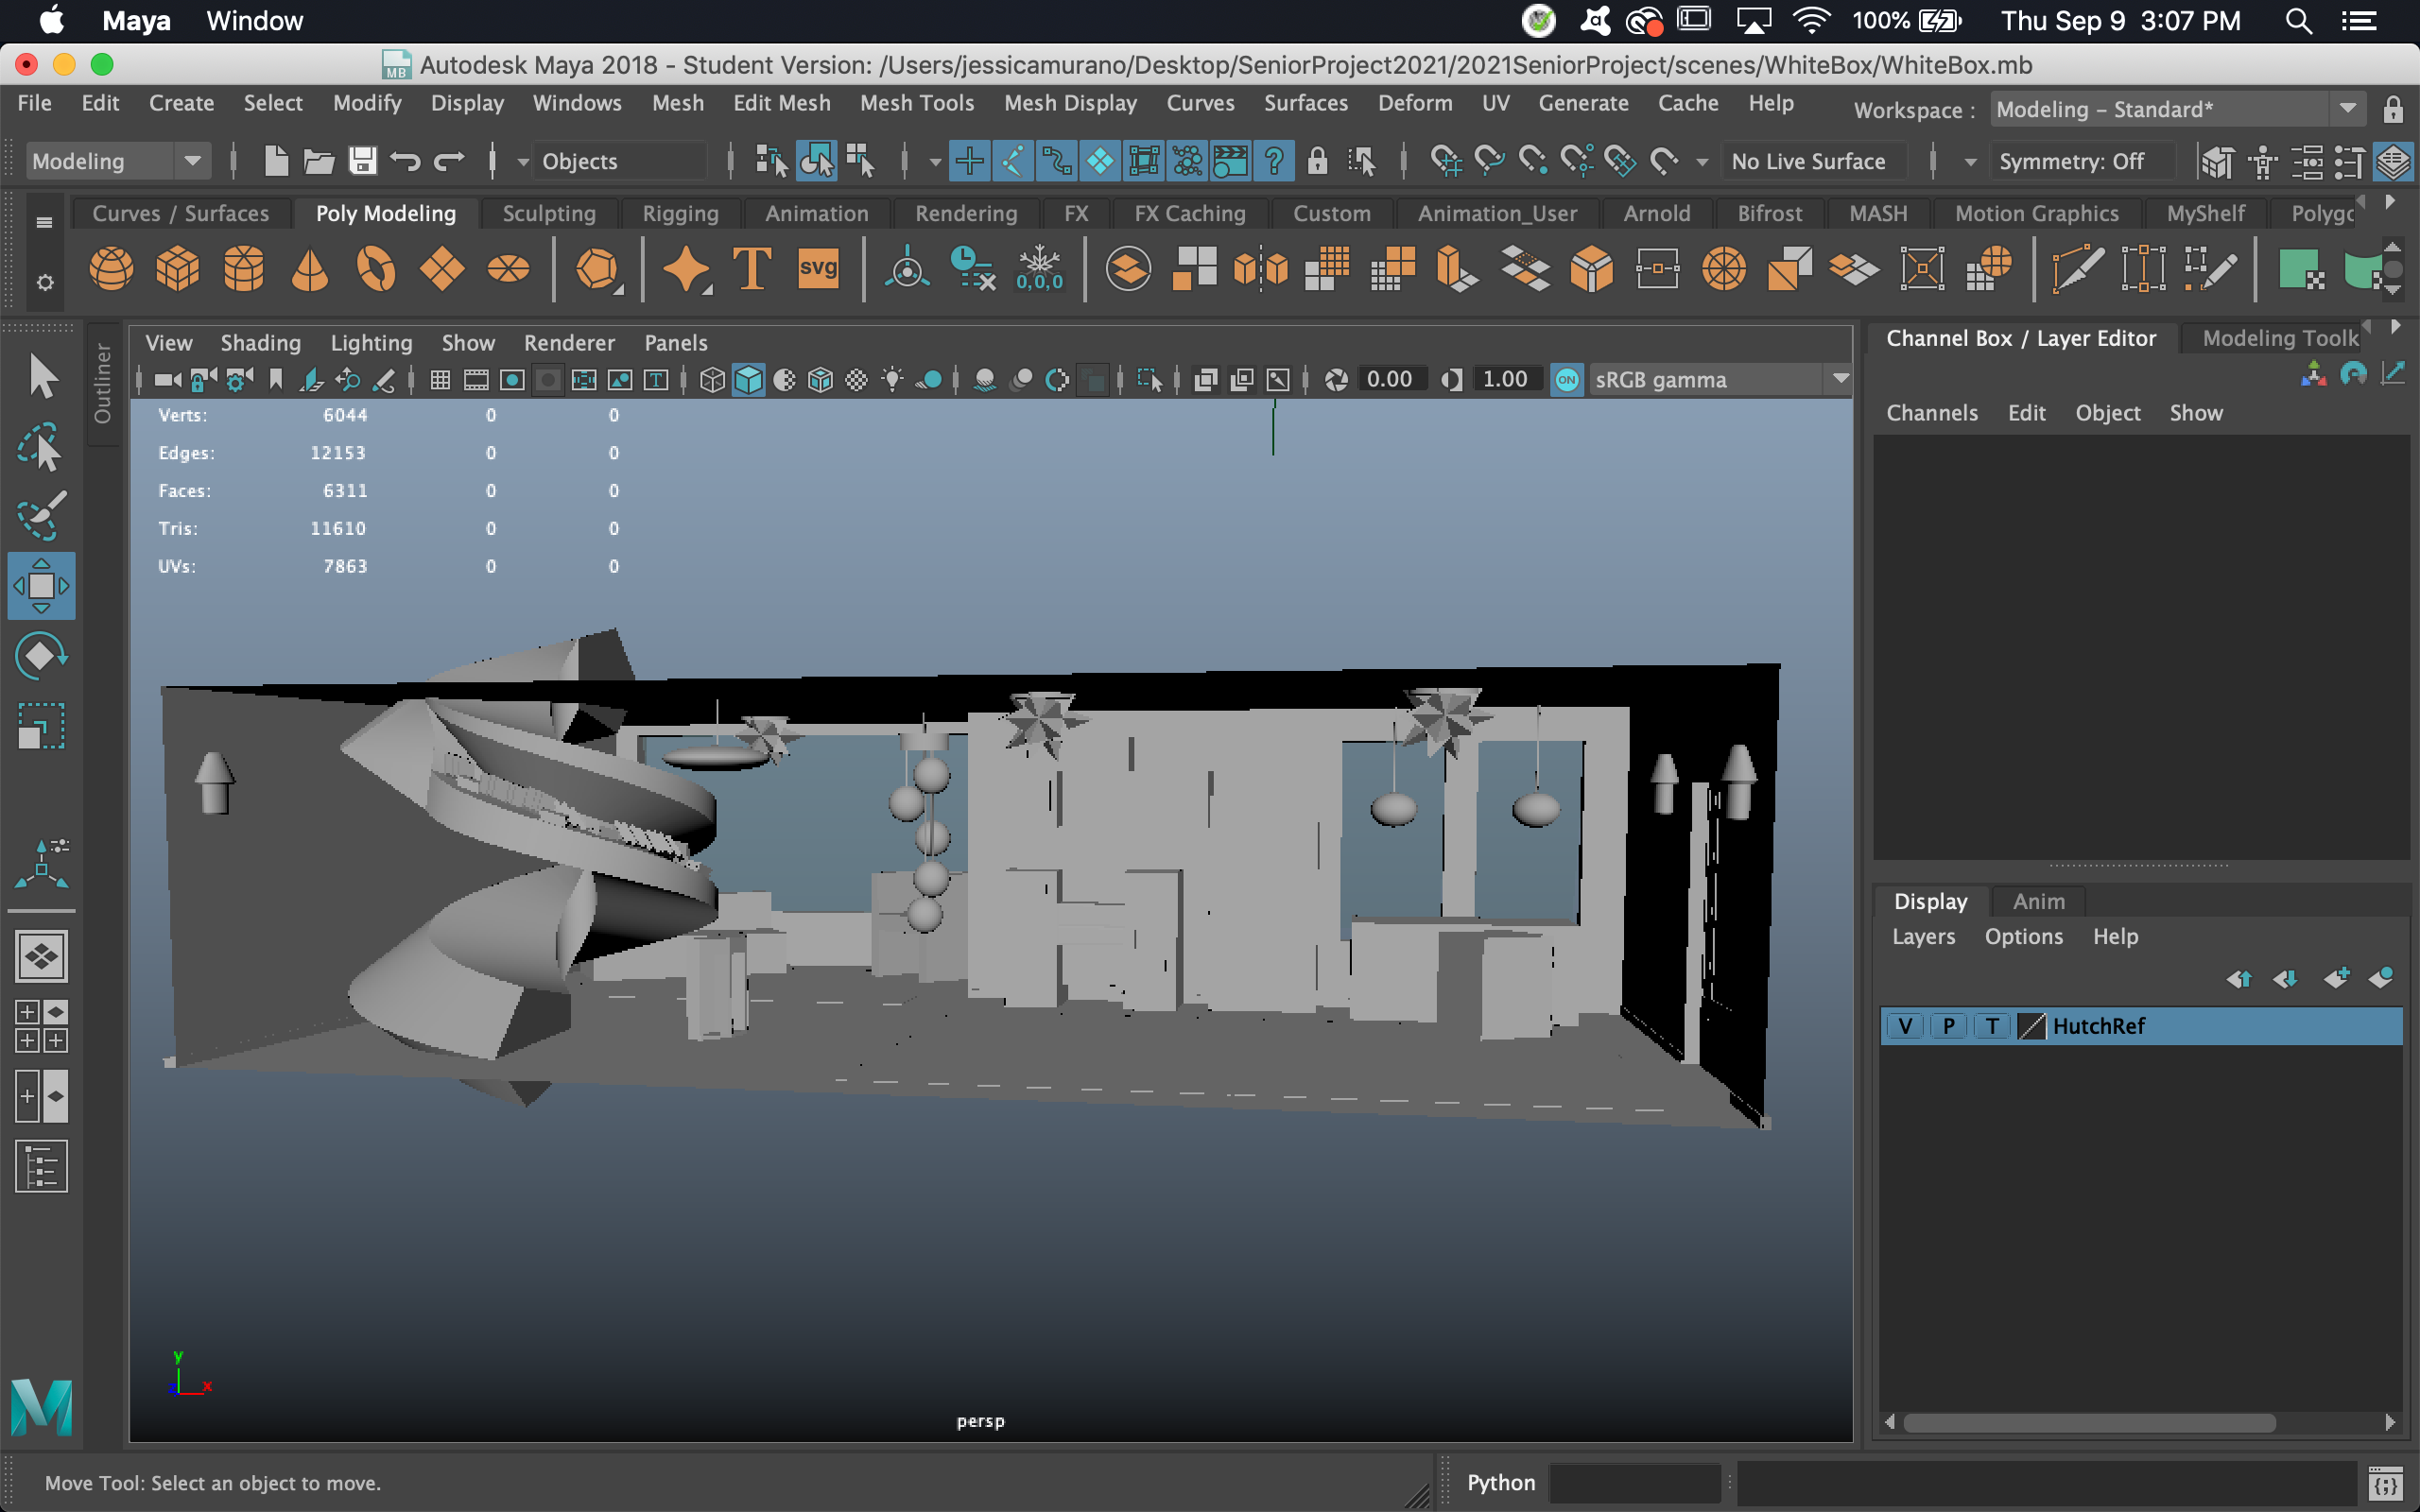 Maya Window 100% Thu Sep 9 3:07 PM
MB Autodesk Maya 2018 - Student Version: /Users/jessicamurano/Desktop/SeniorProject2021/2021SeniorProject/scenes/WhiteBox/WhiteBox.mb
File Edit Create Select Modify Display Windows Mesh Edit Mesh Mesh Tools Mesh Display Curves Surfaces Deform UV Generate Cache Help Workspace : Modeling - Standard*
Modeling Objects No Live Surface Symmetry: Off
Curves / Surfaces Poly Modeling Sculpting Rigging Animation Rendering FX FX Caching Custom Animation_User Arnold Bifrost MASH Motion Graphics MyShelf Polygo
T svg 0,0,0
Outliner
View Shading Lighting Show Renderer Panels
0.00 1.00 ON sRGB gamma
Verts: 6044 0 0
Edges: 12153 0 0
Faces: 6311 0 0
Tris: 11610 0 0
UVs: 7863 0 0
y
z x
persp
Channel Box / Layer Editor Modeling Toolk
Channels Edit Object Show
Display Anim
Layers Options Help
V P T HutchRef
M
Move Tool: Select an object to move. Python